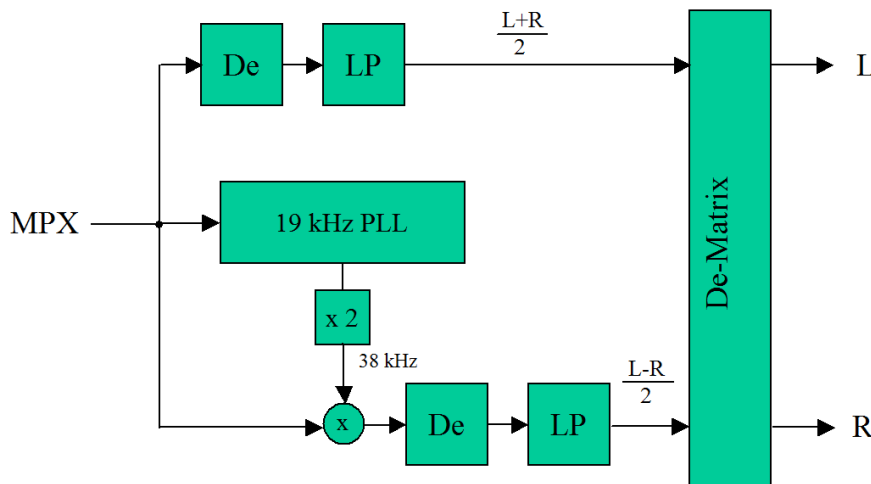 L+R
2
De
LP
L
MPX
19 kHz PLL
De-Matrix
x 2
38 kHz
L-R
2
x
De
LP
R